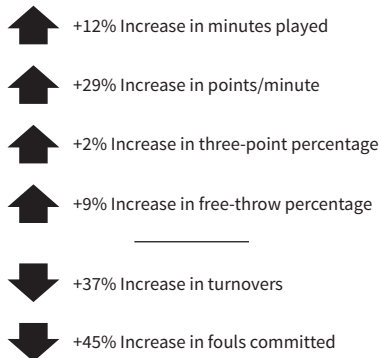 +12% Increase in minutes played
+29% Increase in points/minute
+2% Increase in three-point percentage
+9% Increase in free-throw percentage
+37% Increase in turnovers
+45% Increase in fouls committed